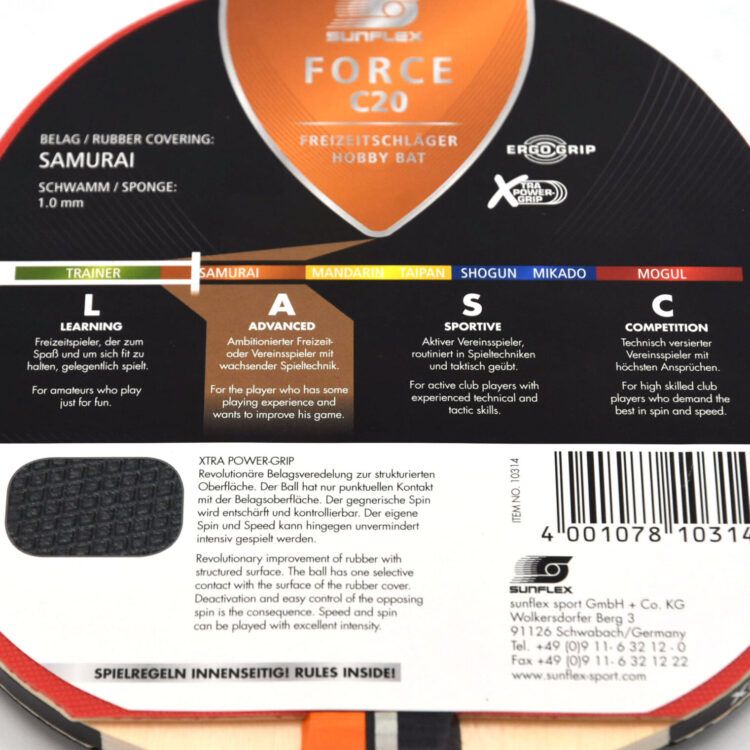 SUNFLEX
FORCE
C20
FREIZEITSCHLÄGER
HOBBY BAT
BELAG / RUBBER COVERING:
SAMURAI
SCHWAMM / SPONGE:
1.0 mm
ERGO GRIP
XTRA
POWER-
GRIP
TRAINER SAMURAI MANDARIN TAIPAN SHOGUN MIKADO MOGUL
L
LEARNING
Freizeitspieler, der zum
Spaß und um sich fit zu
halten, gelegentlich spielt.
For amateurs who play
just for fun.
A
ADVANCED
Ambitionierter Freizeit-
oder Vereinsspieler mit
wachsender Spieltechnik.
For the player who has some
playing experience and
wants to improve his game.
S
SPORTIVE
Aktiver Vereinsspieler,
routiniert in Spieltechniken
und taktisch geübt.
For active club players with
experienced technical and
tactic skills.
C
COMPETITION
Technisch versierter
Vereinsspieler mit
höchsten Ansprüchen.
For high skilled club
players who demand the
best in spin and speed.
XTRA POWER-GRIP
Revolutionäre Belagsveredelung zur strukturierten
Oberfläche. Der Ball hat nur punktuellen Kontakt
mit der Belagsoberfläche. Der gegnerische Spin
wird entschärft und kontrollierbar. Der eigene
Spin und Speed kann hingegen unvermindert
intensiv gespielt werden.
Revolutionary improvement of rubber with
structured surface. The ball has one selective
contact with the surface of the rubber cover.
Deactivation and easy control of the opposing
spin is the consequence. Speed and spin
can be played with excellent intensity.
SPIELREGELN INNENSEITIG! RULES INSIDE!
ITEM NO. 10314
4 001078 10314
SUNFLEX
sunflex sport GmbH + Co. KG
Wolkersdorfer Berg 3
91126 Schwabach/Germany
Tel. +49 (0)9 11- 6 32 12 - 0
Fax +49 (0)9 11- 6 32 12 22
www.sunflex-sport.com